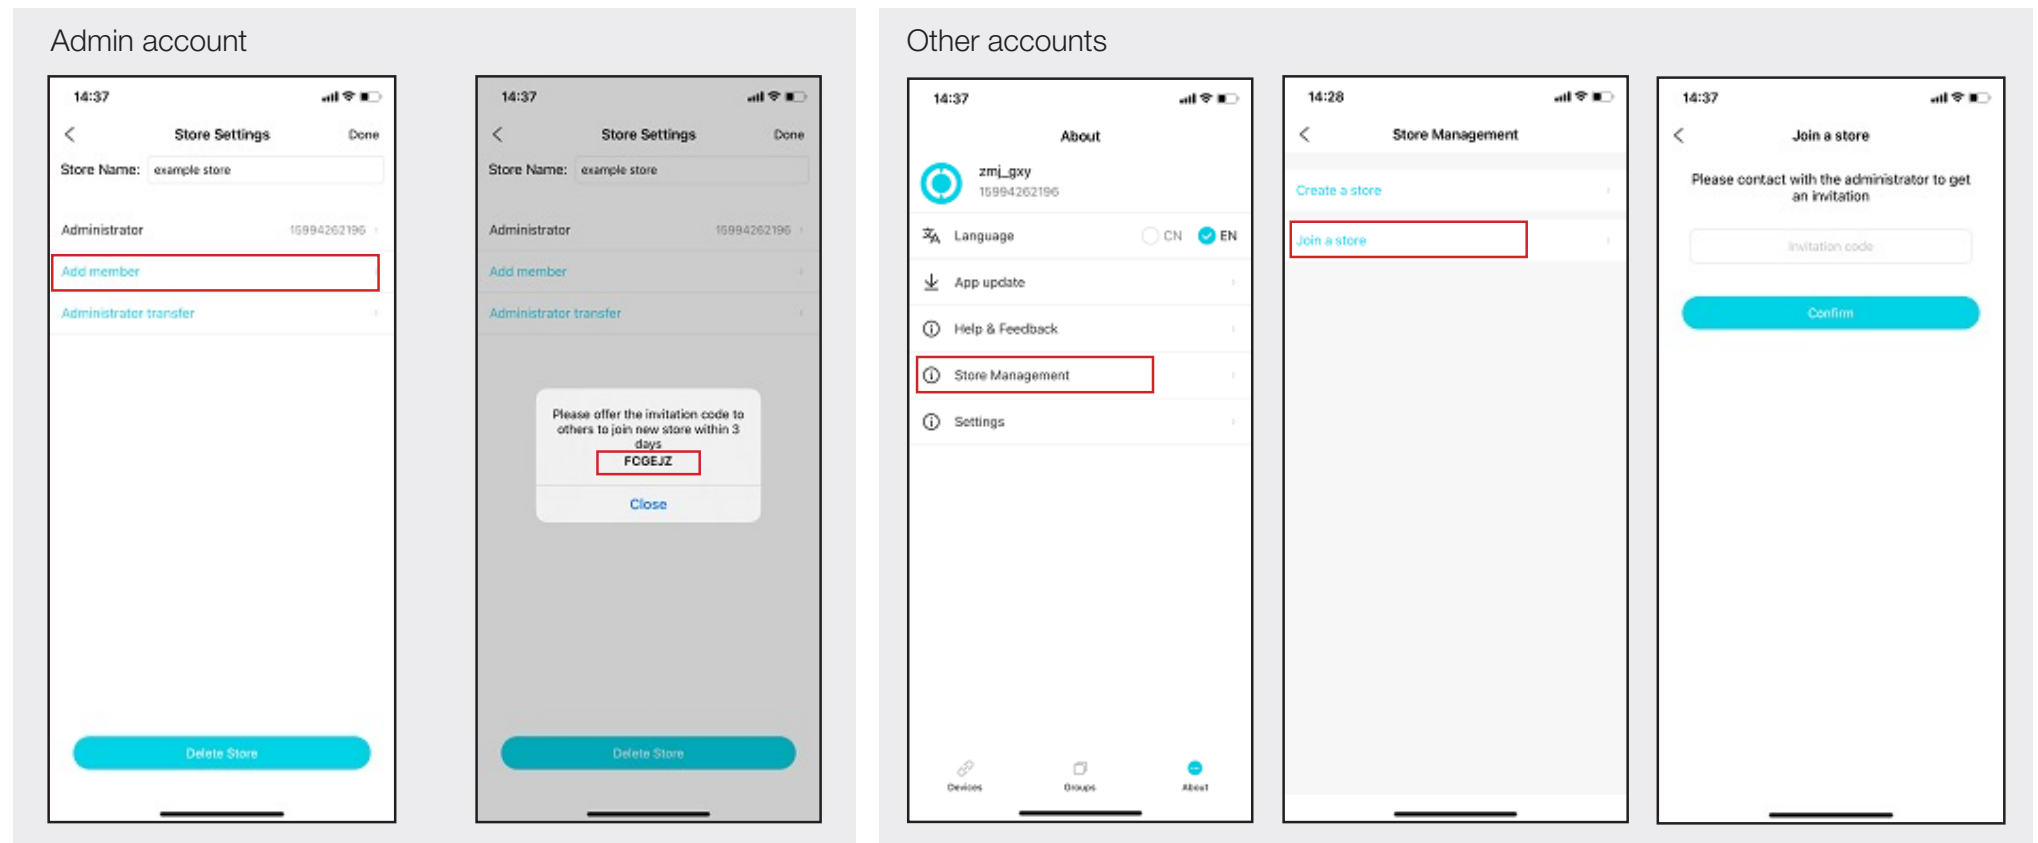 Admin account
14:37
Store Settings
Done
Store Name:
example store
Administrator
15994262196
Add member
Administrator transfer
Delete Store
14:37
Store Settings
Done
Store Name:
example store
Administrator
15994262196
Add member
Administrator transfer
Please offer the invitation code to
others to join new store within 3
days
FCGEJZ
Close
Delete Store
Other accounts
14:37
About
zmj_gxy
15994262196
Language
CN
EN
App update
Help & Feedback
Store Management
Settings
Devices
Groups
About
14:28
Store Management
Create a store
Join a store
14:37
Join a store
Please contact with the administrator to get
an invitation
Invitation code
Confirm